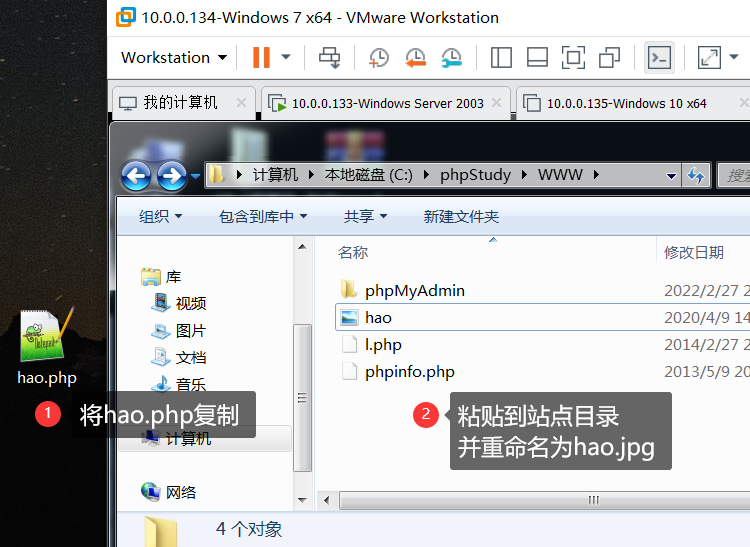 10.0.0.134-Windows 7 x64 - VMware Workstation
Workstation
我的计算机
10.0.0.133-Windows Server 2003
10.0.0.135-Windows 10 x64
计算机 本地磁盘 (C:) phpStudy WWW
搜索
组织 包含到库中 共享 新建文件夹
名称 修改日期
库
视频
图片
文档
音乐
计算机
网络
phpMyAdmin 2022/2/27 2
hao 2020/4/9 14
l.php 2014/2/27 2
phpinfo.php 2013/5/9 20
hao.php
1 将hao.php复制
2 粘贴到站点目录
并重命名为hao.jpg
4 个对象